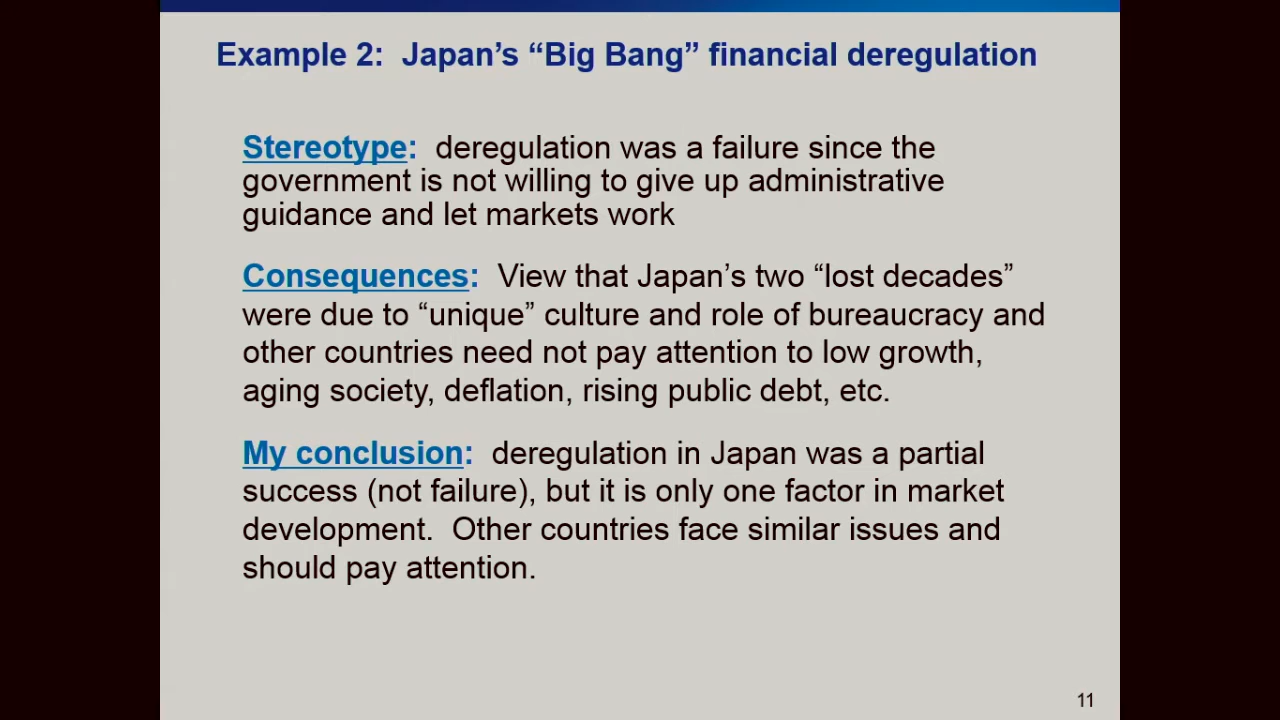 Example 2:  Japan’s “Big Bang” financial deregulation
Stereotype:  deregulation was a failure since the
government is not willing to give up administrative
guidance and let markets work
Consequences:  View that Japan’s two “lost decades”
were due to “unique” culture and role of bureaucracy and
other countries need not pay attention to low growth,
aging society, deflation, rising public debt, etc.
My conclusion:  deregulation in Japan was a partial
success (not failure), but it is only one factor in market
development.  Other countries face similar issues and
should pay attention.
11